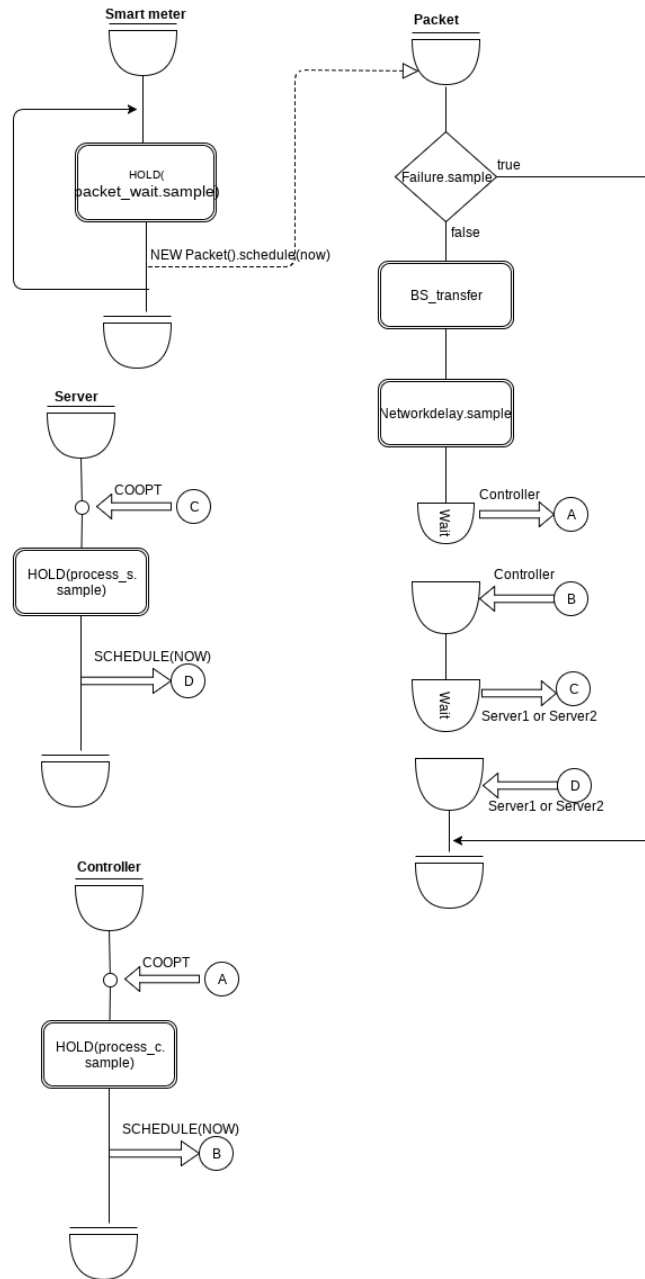 Smart meter
HOLD(
packet_wait.sample)
NEW Packet().schedule(now)
Packet
Failure.sample
true
false
BS_transfer
Networkdelay.sample
Wait
Controller
A
Controller
B
Wait
C
Server1 or Server2
D
Server1 or Server2
Server
COOPT
C
HOLD(process_s.
sample)
SCHEDULE(NOW)
D
Controller
COOPT
A
HOLD(process_c.
sample)
SCHEDULE(NOW)
B